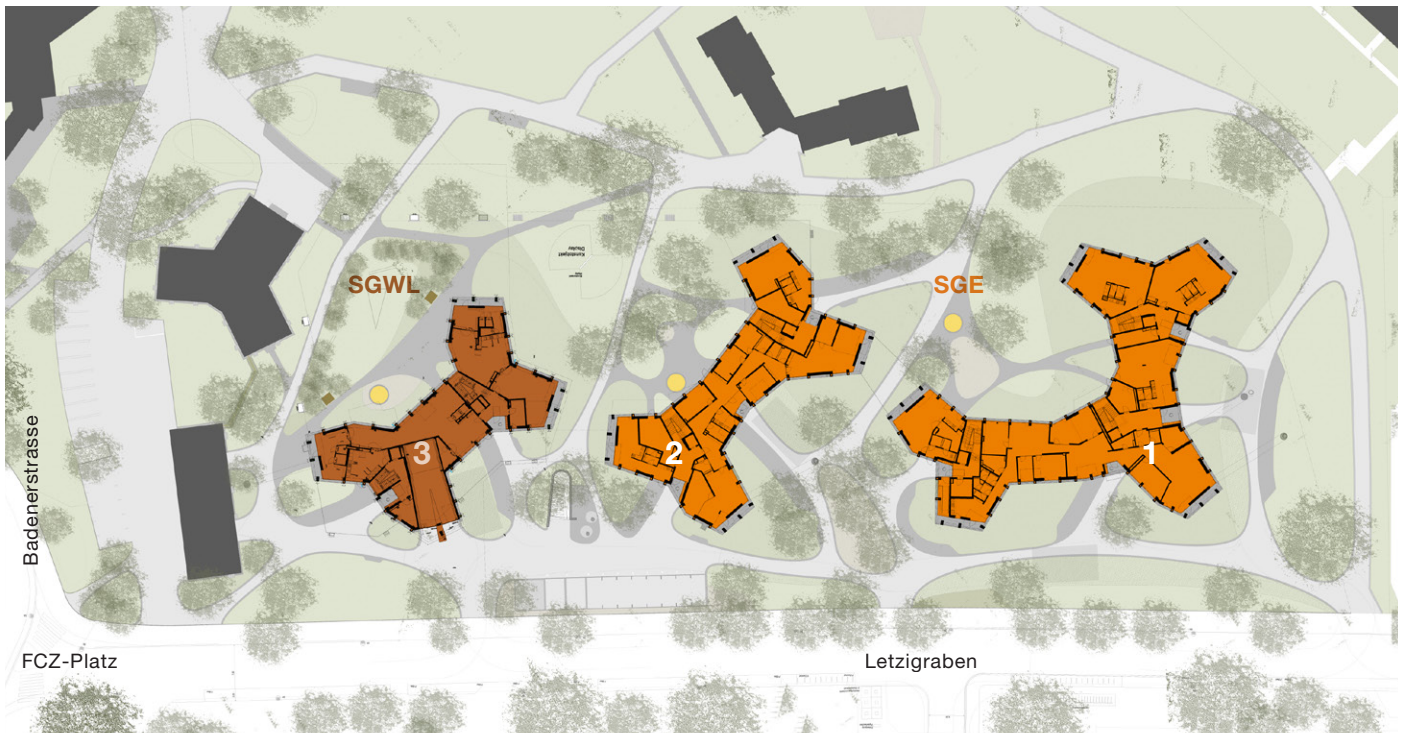 SGWL
SGE
3
2
1
Badenerstrasse
FCZ-Platz
Letzigraben